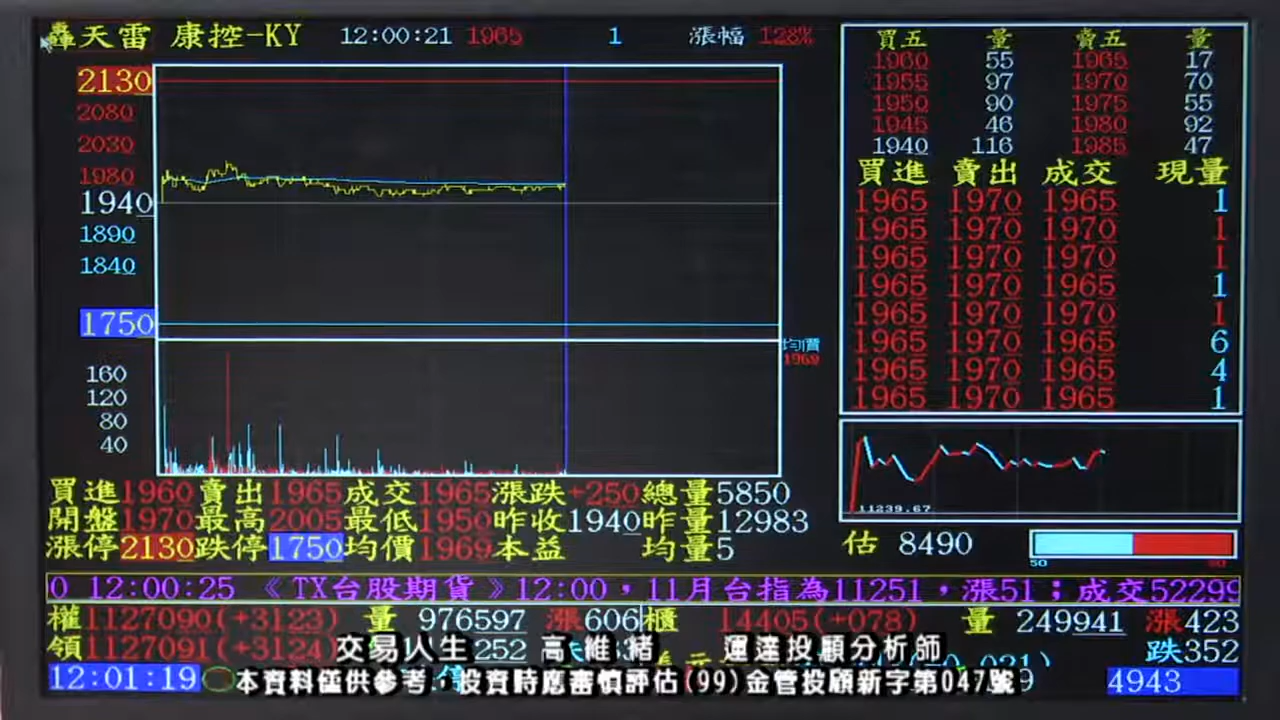 轟天雷 康控-KY 12:00:21 1965 1 漲幅 128%
買五 量 賣五 量
1960 55 1965 17
1955 97 1970 70
1950 90 1975 55
1945 46 1980 92
1940 116 1985 47
買進 賣出 成交 現量
1965 1970 1965 1
1965 1970 1970 1
1965 1970 1970 1
1965 1970 1965 1
1965 1970 1970 1
1965 1970 1965 6
1965 1970 1965 4
1965 1970 1965 1
2130
2080
2030
1980
1940
1890
1840
1750
均價
1969
160
120
80
40
11239.67
買進1960賣出1965成交1965漲跌+250總量5850
開盤1970最高2005最低1950昨收1940昨量12983
漲停2130跌停1750均價1969本益 均量5
估 8490
50 80
0 12:00:25 《TX台股期貨》12:00，11月台指為11251，漲51；成交52299
權1127090(+3123) 量 976597 漲606 櫃 14405(+078) 量 249941 漲423
領1127091(+3124) 252 跌352
交易人生 高維緒 運達投顧分析師
12:01:19 4943
本資料僅供參考，投資時應審慎評估(99)金管投顧新字第047號